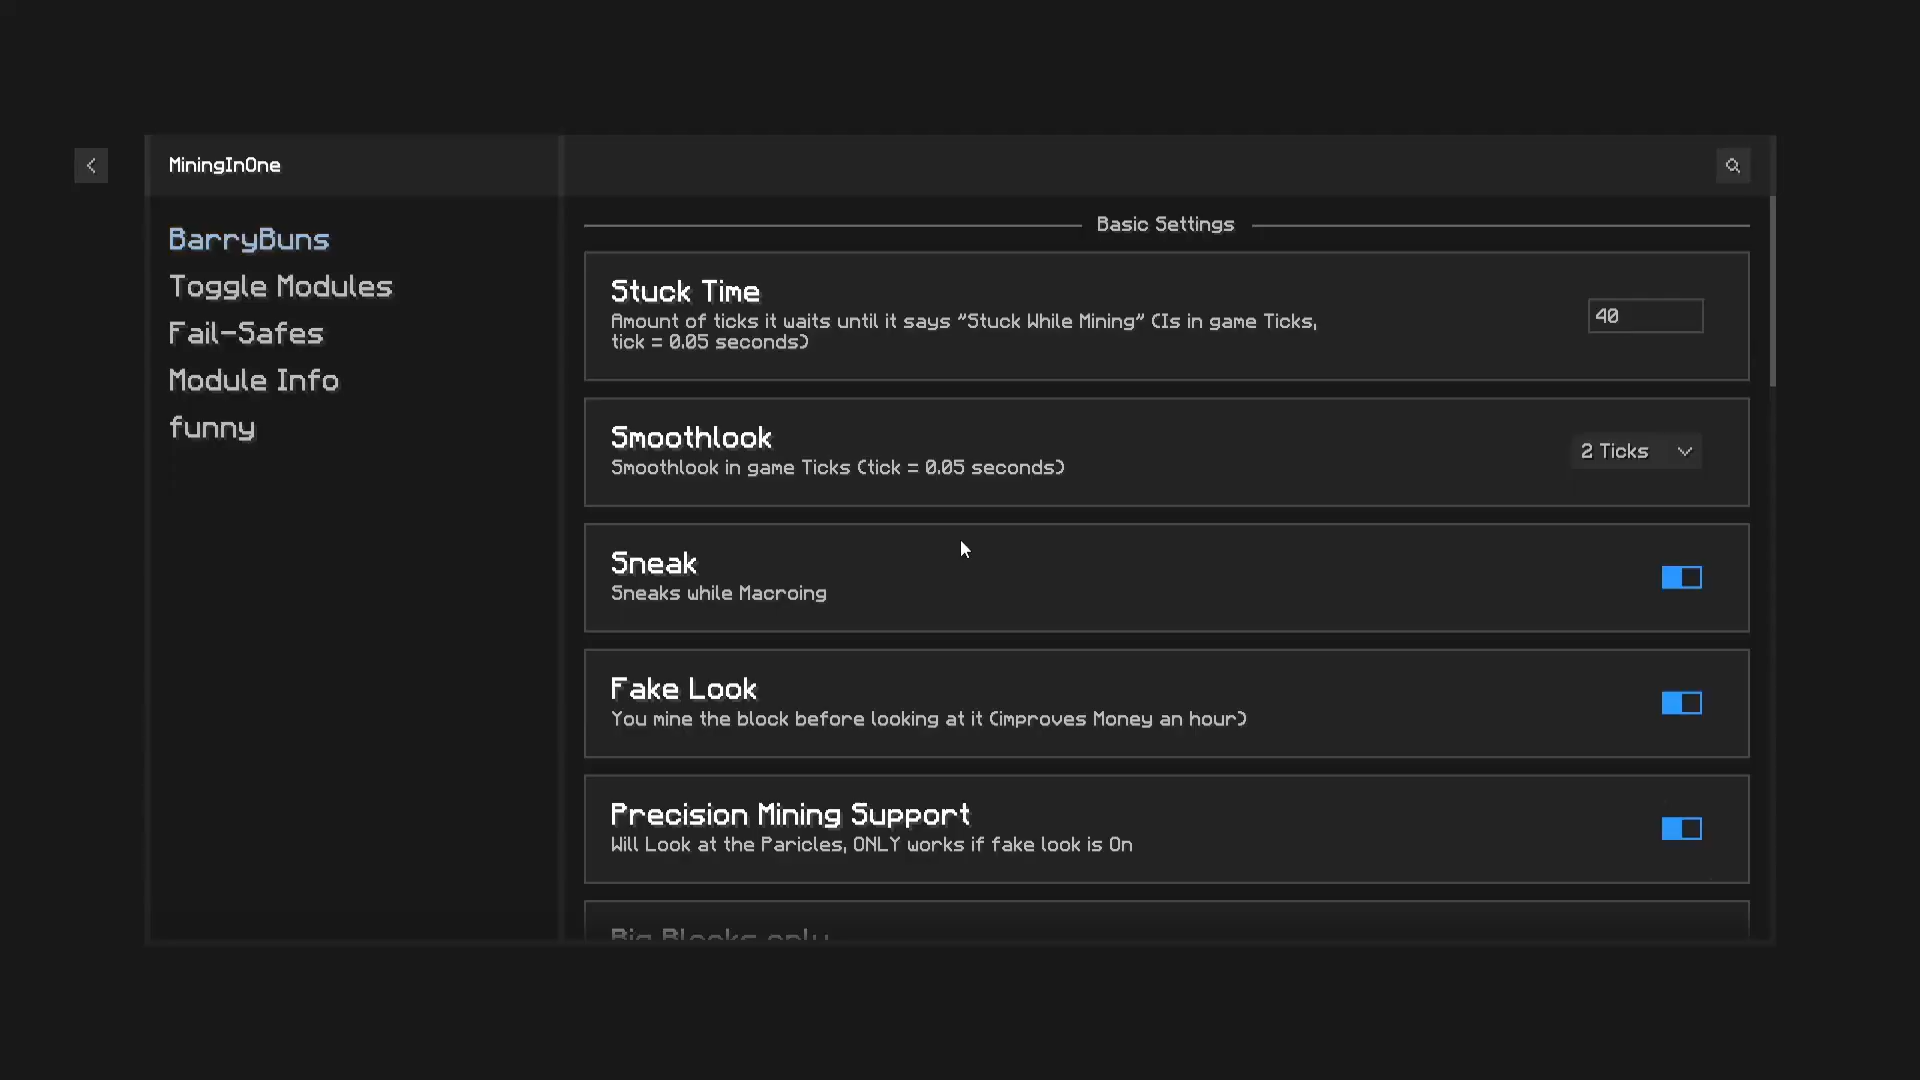 MiningInOne
BarryBuns
Toggle Modules
Fail-Safes
Module Info
funny
Basic Settings
Stuck Time
Amount of ticks it waits until it says "Stuck While Mining" (Is in game Ticks,
tick = 0.05 seconds)
40
Smoothlook
Smoothlook in game Ticks (tick = 0.05 seconds)
2 Ticks
Sneak
Sneaks while Macroing
Fake Look
You mine the block before looking at it (improves Money an hour)
Precision Mining Support
Will Look at the Paricles, ONLY works if fake look is On
Big Blocks only